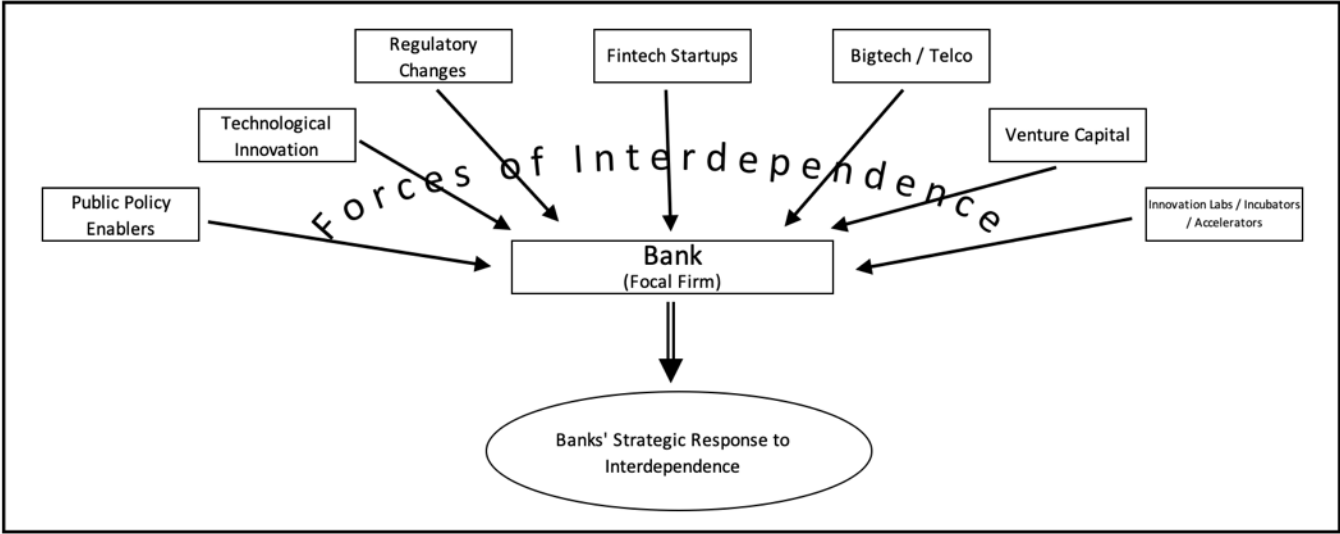 Regulatory
Changes
Fintech Startups
Bigtech / Telco
Technological
Innovation
Venture Capital
Public Policy
Enablers
Innovation Labs / Incubators
/ Accelerators
Forces of Interdependence
Bank
(Focal Firm)
Banks' Strategic Response to
Interdependence